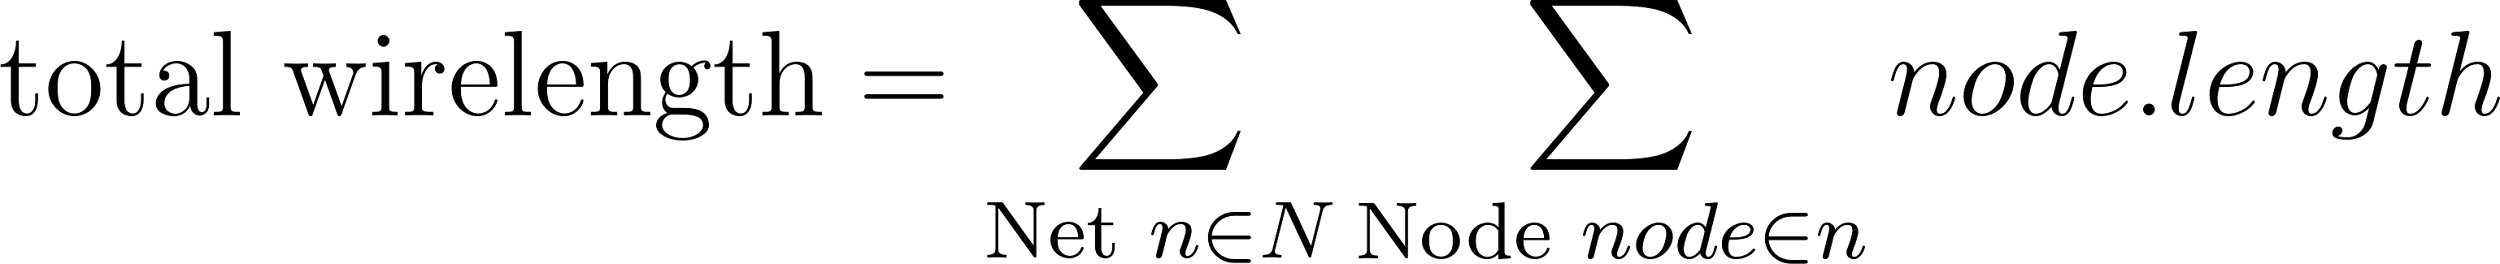 total wirelength = ∑ ∑ node.length
Net n∈N Node node∈n